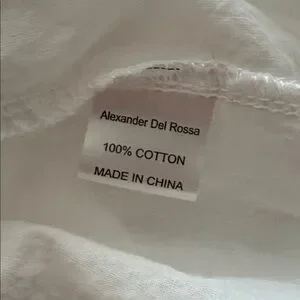 Alexander Del Rossa
100% COTTON
MADE IN CHINA